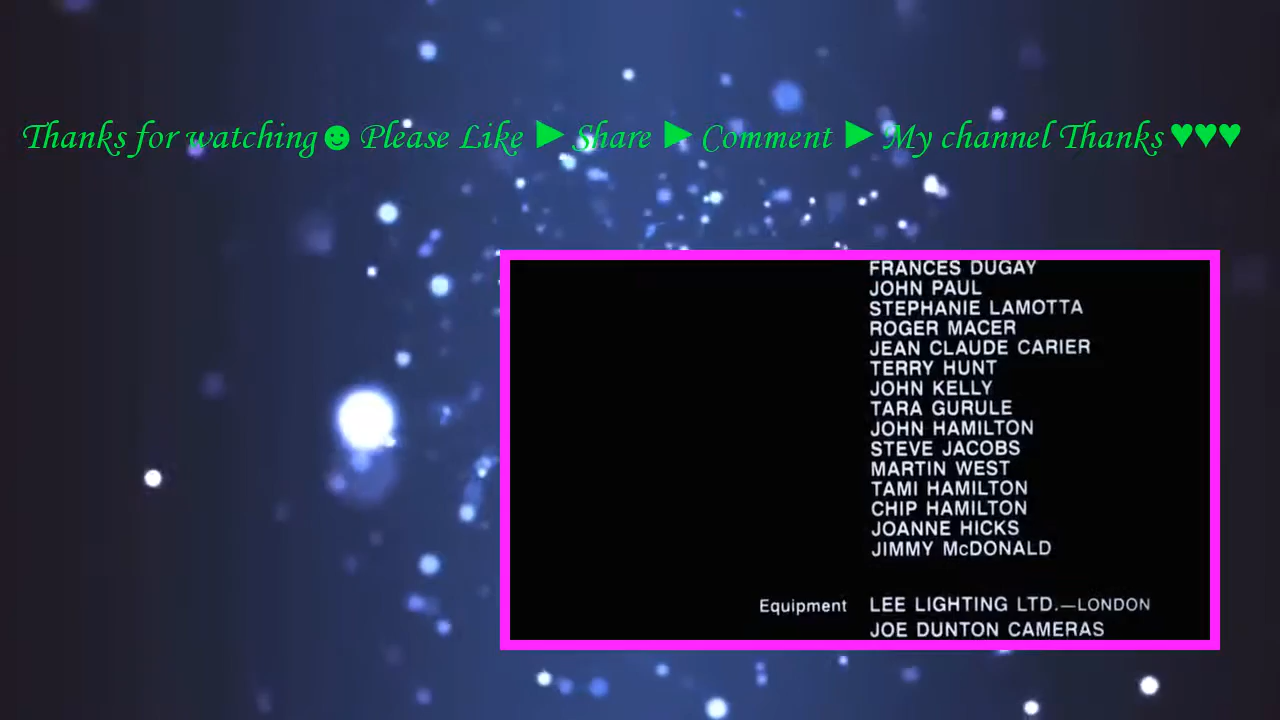 Thanks for watching☻Please Like ► Share ► Comment ► My channel Thanks ♥♥♥
FRANCES DUGAY
JOHN PAUL
STEPHANIE LAMOTTA
ROGER MACER
JEAN CLAUDE CARIER
TERRY HUNT
JOHN KELLY
TARA GURULE
JOHN HAMILTON
STEVE JACOBS
MARTIN WEST
TAMI HAMILTON
CHIP HAMILTON
JOANNE HICKS
JIMMY McDONALD
Equipment LEE LIGHTING LTD.—LONDON
JOE DUNTON CAMERAS